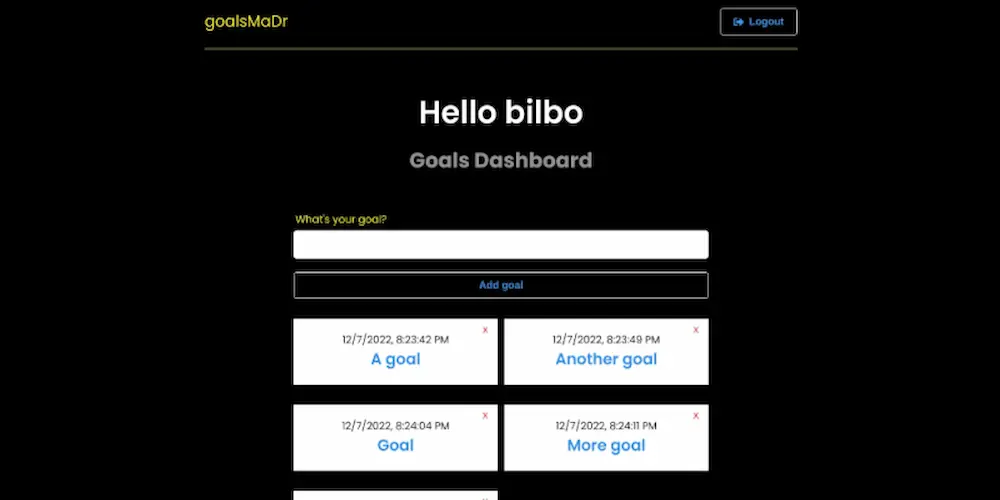 goalsMaDr
Logout
Hello bilbo
Goals Dashboard
What's your goal?
Add goal
x
12/7/2022, 8:23:42 PM
A goal
x
12/7/2022, 8:23:49 PM
Another goal
x
12/7/2022, 8:24:04 PM
Goal
x
12/7/2022, 8:24:11 PM
More goal